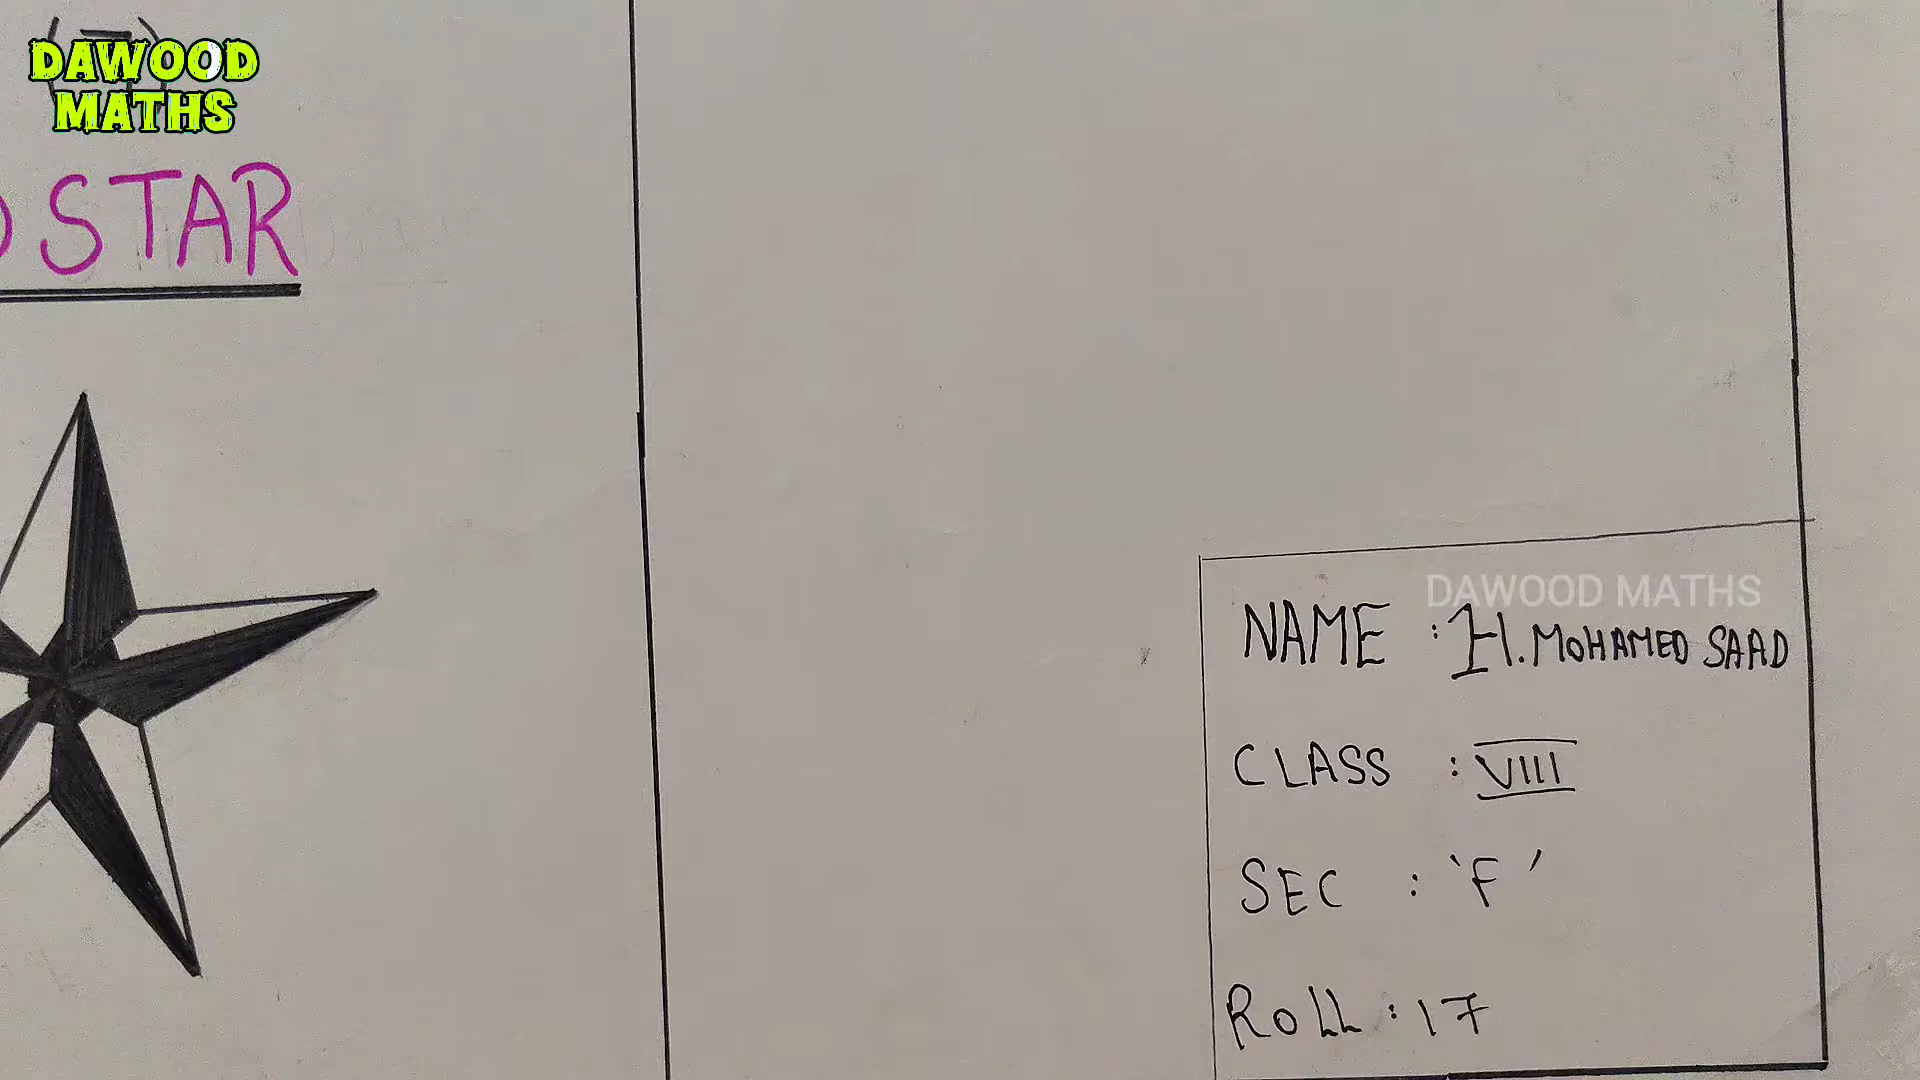 DAWOOD
MATHS
STAR
DAWOOD MATHS
NAME : H. MOHAMED SAAD
CLASS : VIII
SEC : 'F'
ROLL : 17